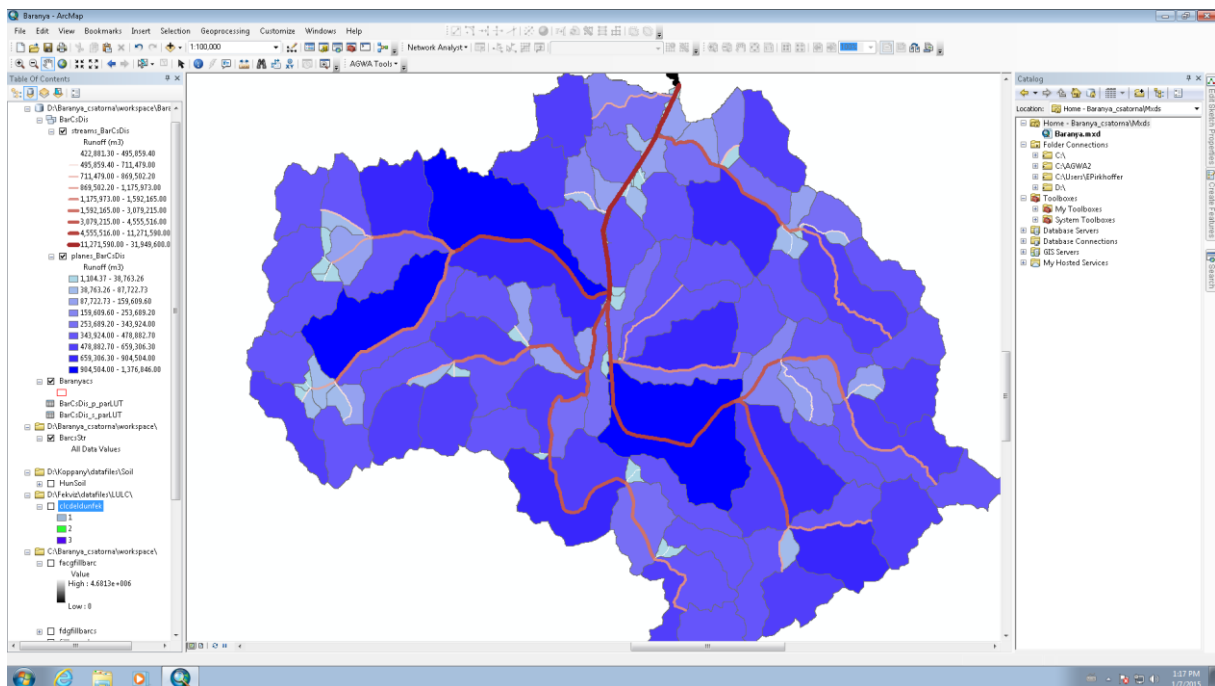 Baranya - ArcMap
File Edit View Bookmarks Insert Selection Geoprocessing Customize Windows Help
1:100,000
Network Analyst
AGWA Tools
Table Of Contents
D:\Baranya_csatorna\workspace\Bara
BarCsDis
streams_BarCsDis
Runoff (m3)
422,881.30 - 495,859.40
495,859.40 - 711,479.00
711,479.00 - 869,502.20
869,502.20 - 1,175,973.00
1,175,973.00 - 1,592,165.00
1,592,165.00 - 3,079,215.00
3,079,215.00 - 4,555,516.00
4,555,516.00 - 11,271,590.00
11,271,590.00 - 31,949,600.0
planes_BarCsDis
Runoff (m3)
1,104.37 - 38,763.26
38,763.26 - 87,722.73
87,722.73 - 159,609.60
159,609.60 - 253,689.20
253,689.20 - 343,924.00
343,924.00 - 478,882.70
478,882.70 - 659,306.30
659,306.30 - 904,504.00
904,504.00 - 1,376,846.00
Baranyacs
BarCsDis_p_parLUT
BarCsDis_s_parLUT
D:\Baranya_csatorna\workspace\
BarcsStr
All Data Values
D:\Koppany\datafiles\Soil
HunSoil
D:\Fekviz\datafiles\LULC\
clcdeldunfek
1
2
3
C:\Baranya_csatorna\workspace\
facgfillbarc
Value
High : 4.6813e+006
Low : 0
fdgfillbarcs
Catalog
Location: Home - Baranya_csatorna\Mxds
Home - Baranya_csatorna\Mxds
Baranya.mxd
Folder Connections
C:\
C:\AGWA2
C:\Users\EPirkhoffer
D:\
Toolboxes
My Toolboxes
System Toolboxes
Database Servers
Database Connections
GIS Servers
My Hosted Services
Edit Sketch Properties
Create Features
Search
1:17 PM
1/7/2015